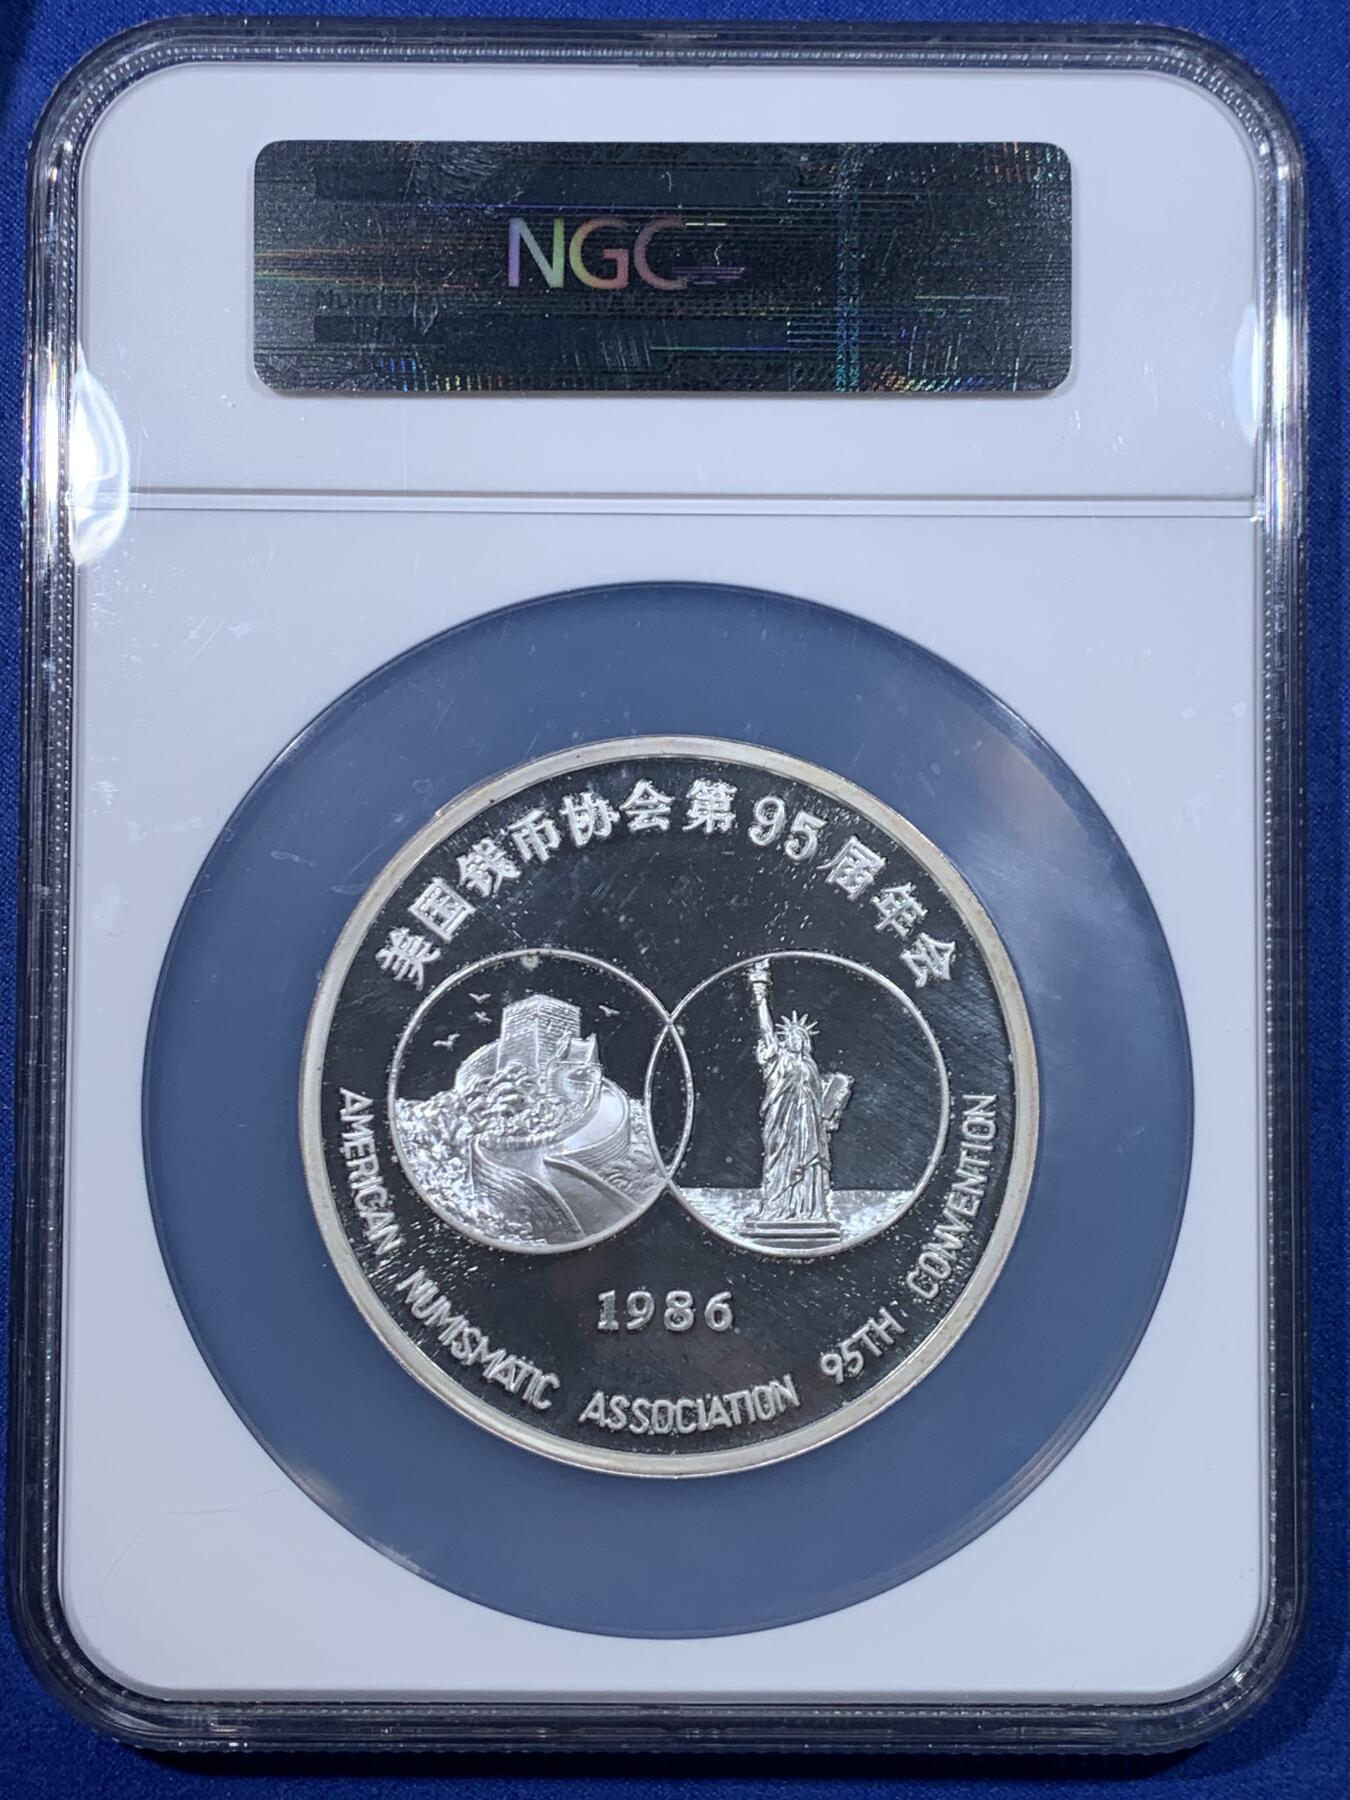 NGC
美国钱币协会第95届年会
1986
AMERICAN NUMISMATIC ASSOCIATION 95TH CONVENTION